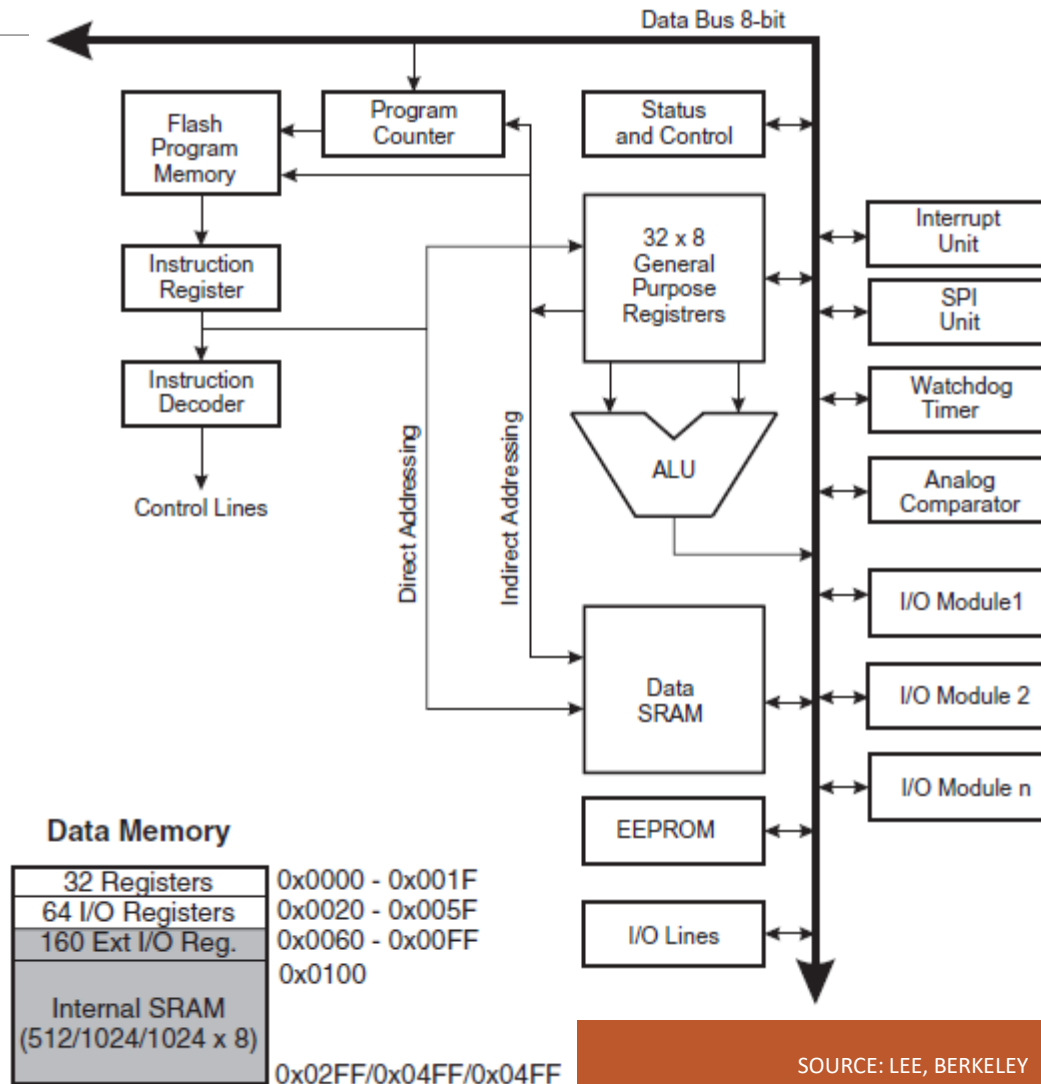 Data Bus 8-bit
Flash
Program
Memory
Program
Counter
Status
and Control
32 x 8
General
Purpose
Registrers
Interrupt
Unit
Instruction
Register
SPI
Unit
Instruction
Decoder
Watchdog
Timer
Direct Addressing
Indirect Addressing
ALU
Analog
Comparator
Control Lines
I/O Module1
Data
SRAM
I/O Module 2
I/O Module n
EEPROM
I/O Lines
Data Memory
32 Registers
0x0000 - 0x001F
64 I/O Registers
0x0020 - 0x005F
160 Ext I/O Reg.
0x0060 - 0x00FF
0x0100
Internal SRAM
(512/1024/1024 x 8)
0x02FF/0x04FF/0x04FF
SOURCE: LEE, BERKELEY